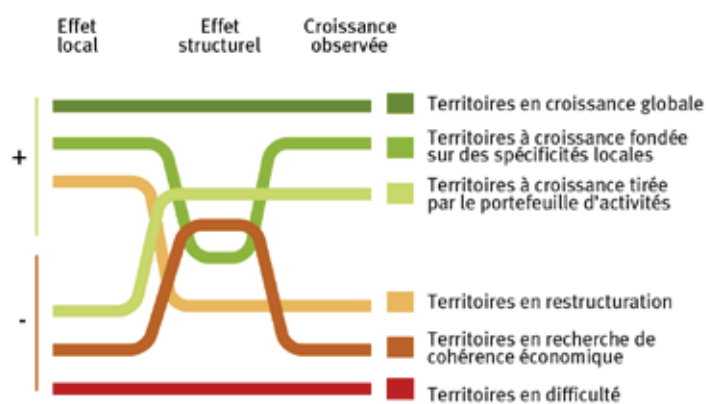 Effet
local
Effet
structurel
Croissance
observée
+
-
Territoires en croissance globale
Territoires à croissance fondée
sur des spécificités locales
Territoires à croissance tirée
par le portefeuille d'activités
Territoires en restructuration
Territoires en recherche de
cohérence économique
Territoires en difficulté